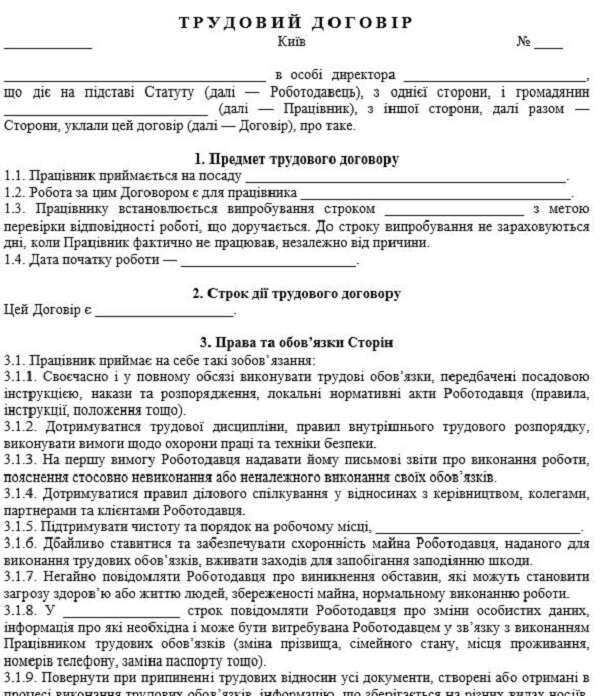 ТРУДОВИЙ ДОГОВІР
____________ Київ № ____
____________________________________ в особі директора _________________________,
що діє на підставі Статуту (далі — Роботодавець), з однієї сторони, і громадянин
____________________________ (далі — Працівник), з іншої сторони, далі разом —
Сторони, уклали цей договір (далі — Договір), про таке.
1. Предмет трудового договору
1.1. Працівник приймається на посаду ____________________________________________.
1.2. Робота за цим Договором є для працівника _____________________________________.
1.3. Працівнику встановлюється випробування строком ___________________ з метою
перевірки відповідності роботі, що доручається. До строку випробування не зараховуються
дні, коли Працівник фактично не працював, незалежно від причини.
1.4. Дата початку роботи — ________________________.
2. Строк дії трудового договору
Цей Договір є ___________________.
3. Права та обов’язки Сторін
3.1. Працівник приймає на себе такі зобов’язання:
3.1.1. Своєчасно і у повному обсязі виконувати трудові обов’язки, передбачені посадовою
інструкцією, накази та розпорядження, локальні нормативні акти Роботодавця (правила,
інструкції, положення тощо).
3.1.2. Дотримуватися трудової дисципліни, правил внутрішнього трудового розпорядку,
виконувати вимоги щодо охорони праці та техніки безпеки.
3.1.3. На першу вимогу Роботодавця надавати йому письмові звіти про виконання роботи,
пояснення стосовно невиконання або неналежного виконання своїх обов’язків.
3.1.4. Дотримуватися правил ділового спілкування у відносинах з керівництвом, колегами,
партнерами та клієнтами Роботодавця.
3.1.5. Підтримувати чистоту та порядок на робочому місці, ____________________________.
3.1.6. Дбайливо ставитися та забезпечувати схоронність майна Роботодавця, наданого для
виконання трудових обов’язків, вживати заходів для запобігання заподіянню шкоди.
3.1.7. Негайно повідомляти Роботодавця про виникнення обставин, які можуть становити
загрозу здоров’ю або життю людей, збереженості майна, нормальному виконанню роботи.
3.1.8. У ________________ строк повідомляти Роботодавця про зміни особистих даних,
інформація про які необхідна і може бути витребувана Роботодавцем у зв’язку з виконанням
Працівником трудових обов’язків (зміна прізвища, сімейного стану, місця проживання,
номерів телефону, заміна паспорту тощо).
3.1.9. Повернути при припиненні трудових відносин усі документи, створені або отримані в
процесі виконання трудових обов’язків, інформацію, що зберігається на різних видах носіїв,